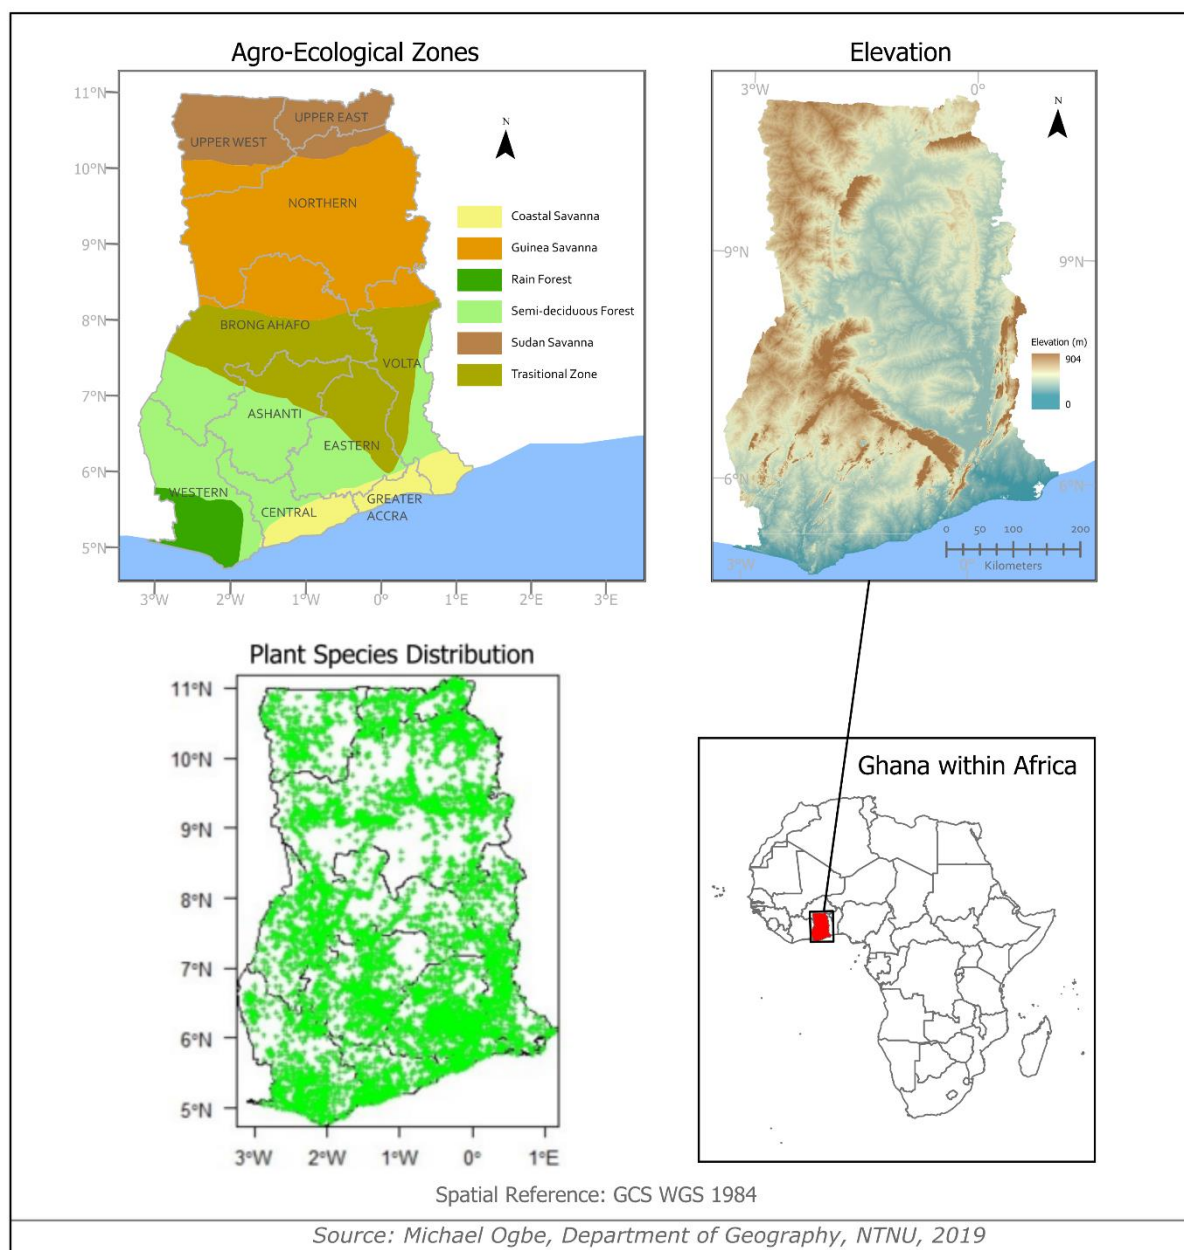 Agro-Ecological Zones
11°N
10°N
9°N
8°N
7°N
6°N
5°N
3°W
2°W
1°W
0°
1°E
2°E
3°E
N
UPPER EAST
UPPER WEST
NORTHERN
BRONG AHAFO
VOLTA
ASHANTI
EASTERN
WESTERN
CENTRAL
GREATER
ACCRA
Coastal Savanna
Guinea Savanna
Rain Forest
Semi-deciduous Forest
Sudan Savanna
Trasitional Zone
Elevation
3°W
0°
N
9°N
9°N
Elevation (m)
904
0
6°N
6°N
0 50 100 200
Kilometers
3°W
0°
Plant Species Distribution
11°N
10°N
9°N
8°N
7°N
6°N
5°N
3°W
2°W
1°W
0°
1°E
Ghana within Africa
Spatial Reference: GCS WGS 1984
Source: Michael Ogbe, Department of Geography, NTNU, 2019